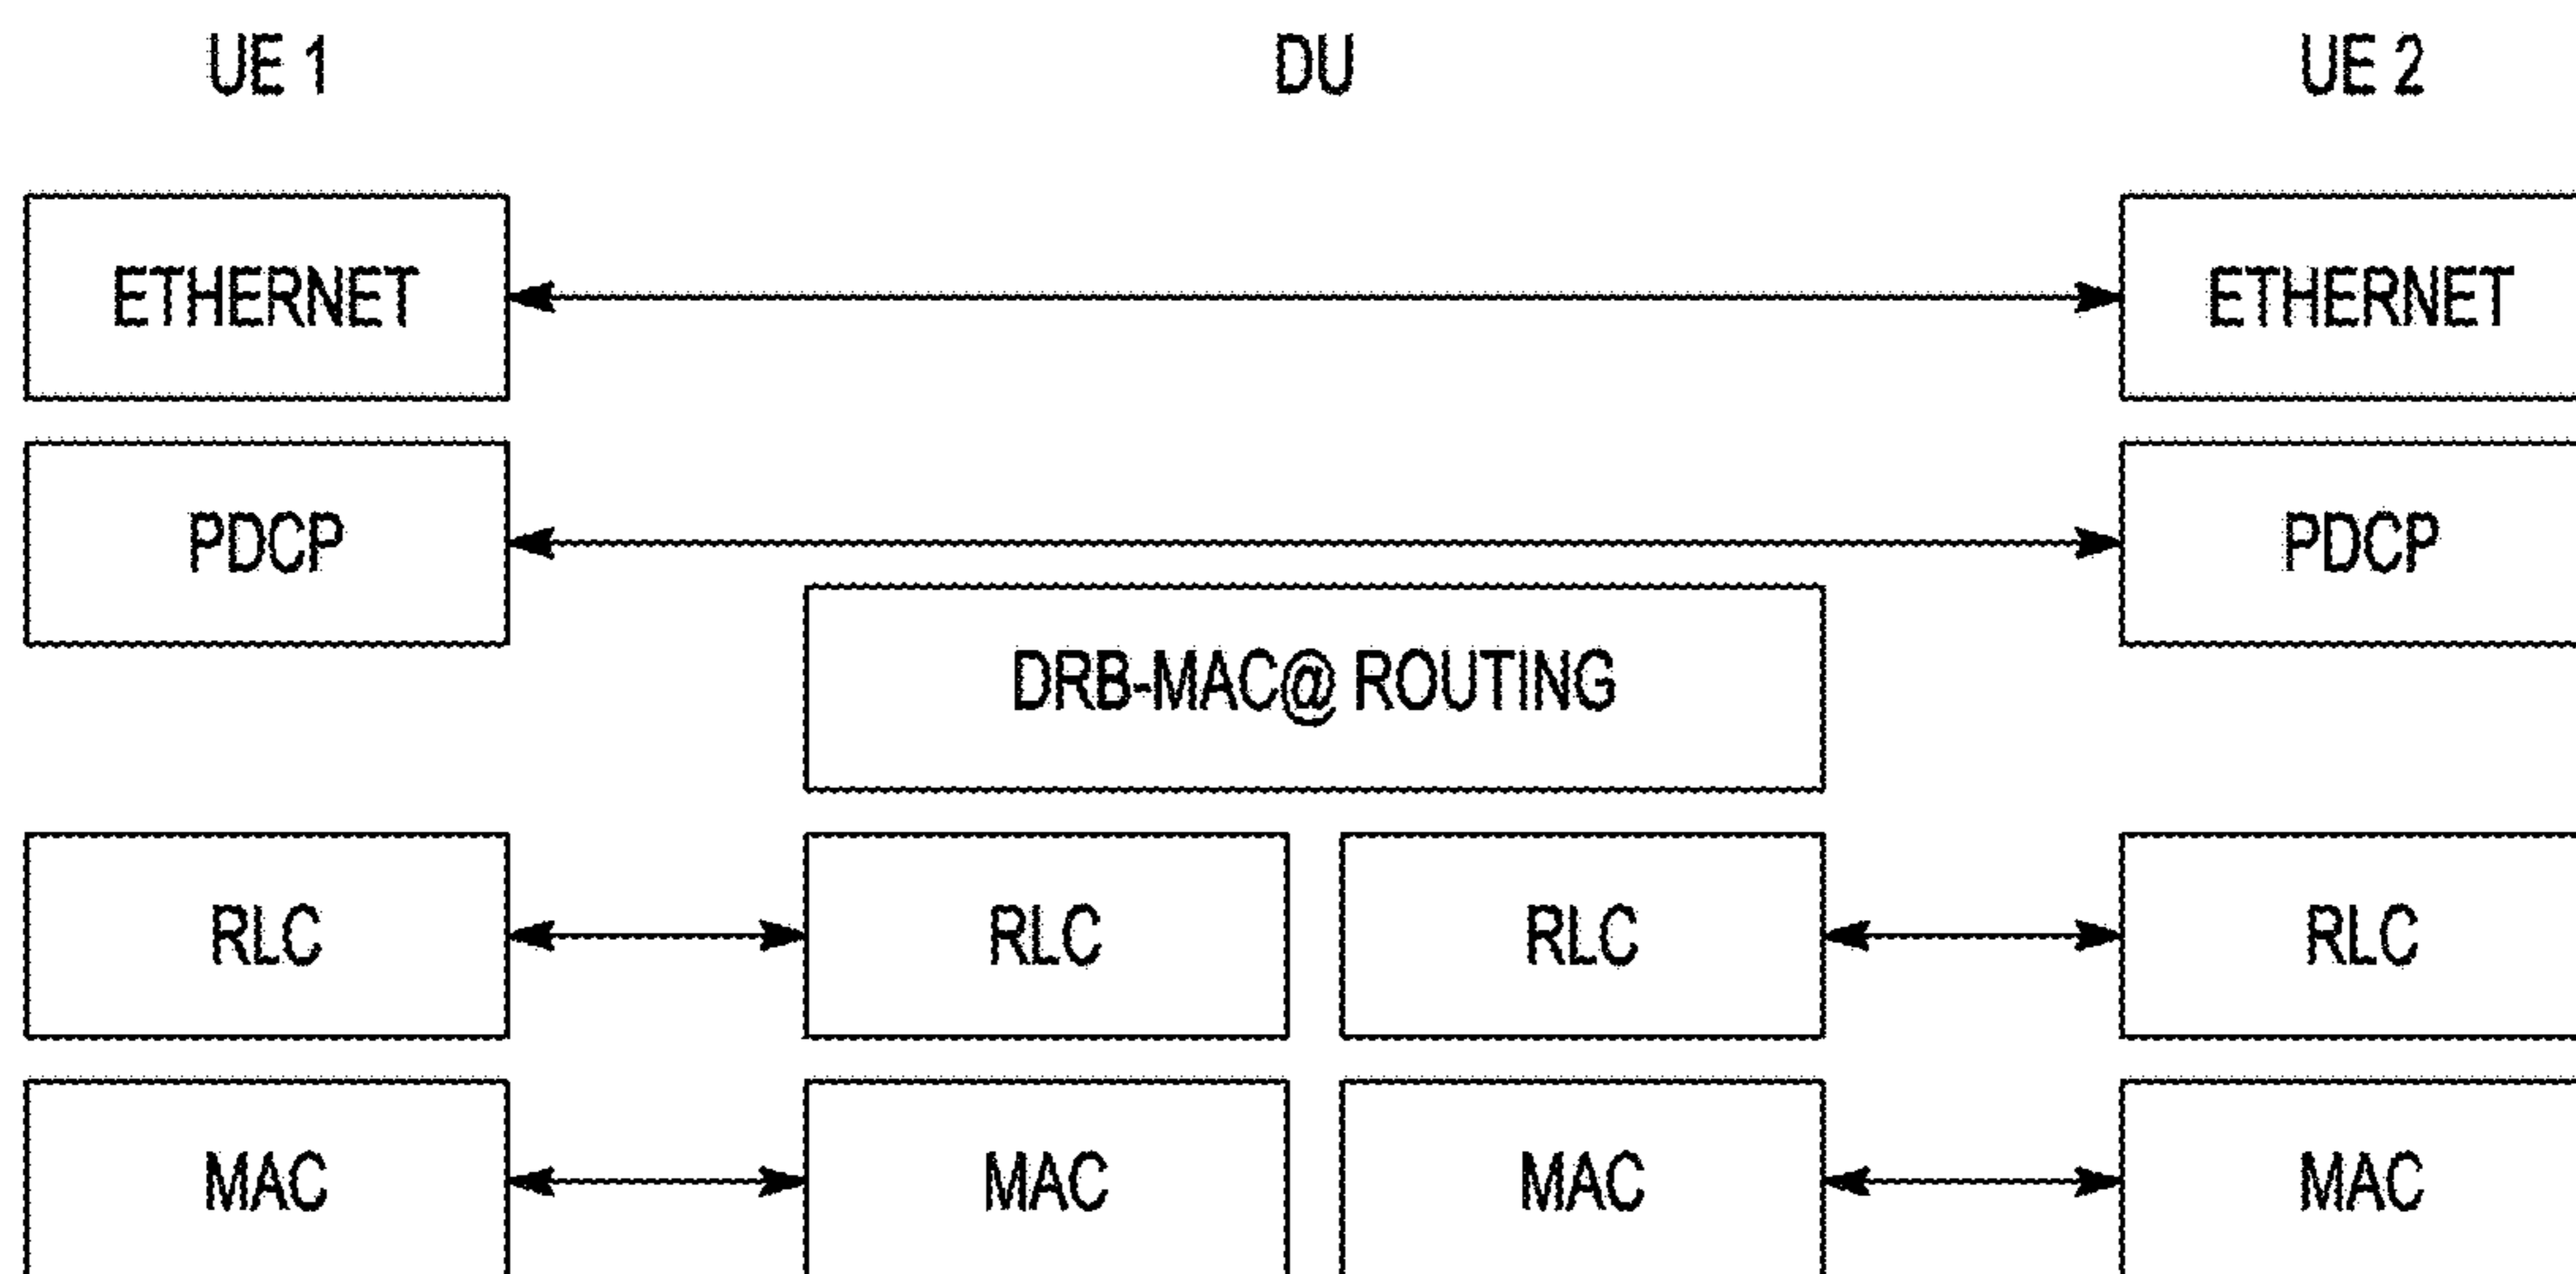 UE 1 DU UE 2
ETHERNET ETHERNET
PDCP PDCP
DRB-MAC@ ROUTING
RLC RLC RLC RLC
MAC MAC MAC MAC